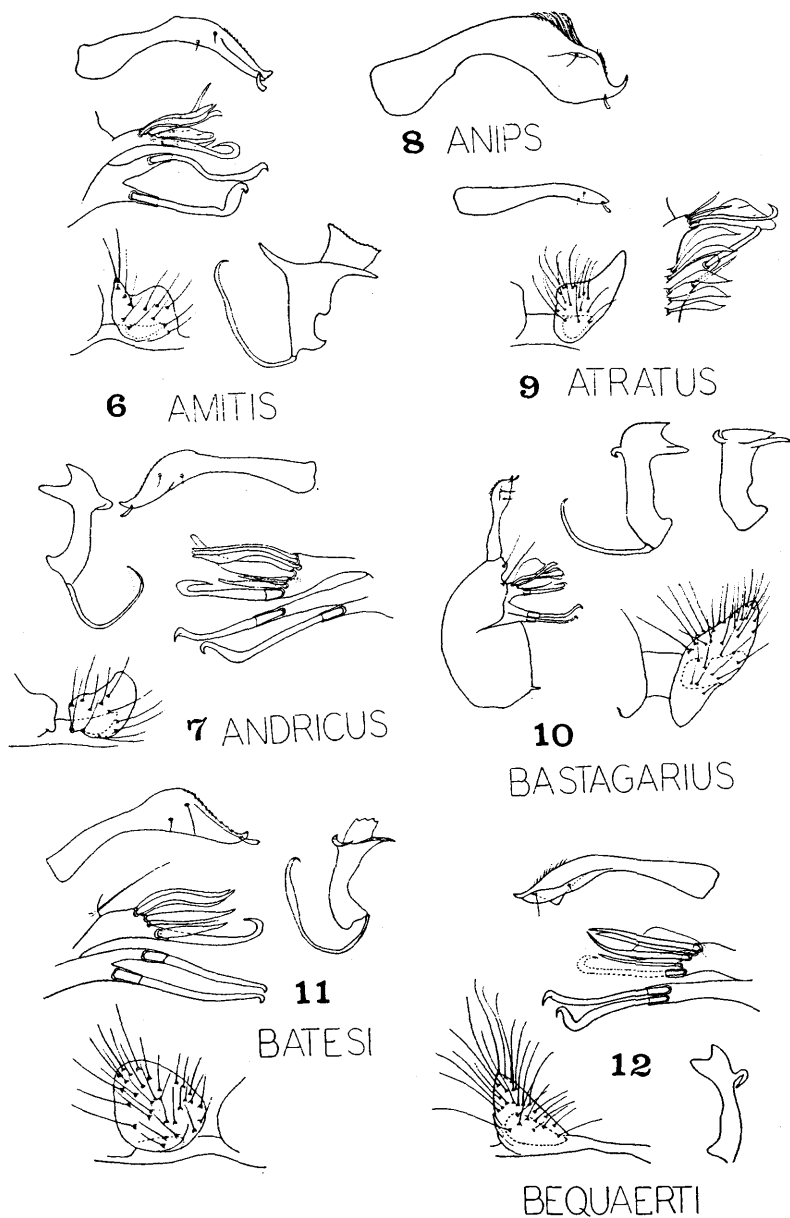 8 ANIPS
6 AMITIS
9 ATRATUS
7 ANDRICUS
10
BASTAGARIUS
11
BATESI
12
BEQUAERTI